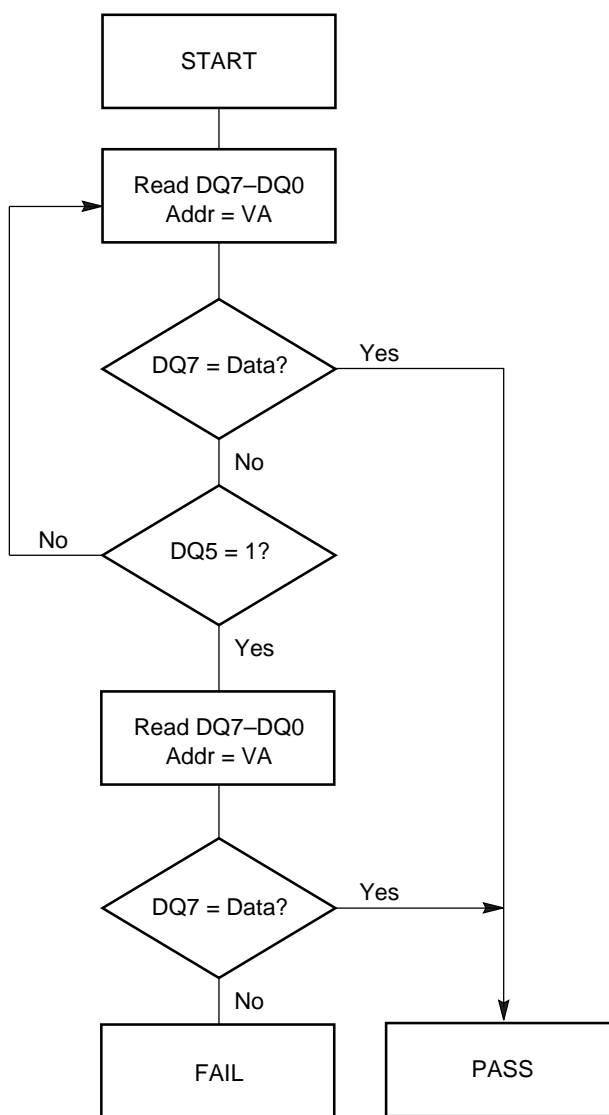 START
Read DQ7–DQ0
Addr = VA
DQ7 = Data?
Yes
No
DQ5 = 1?
No
Yes
Read DQ7–DQ0
Addr = VA
DQ7 = Data?
Yes
No
FAIL
PASS